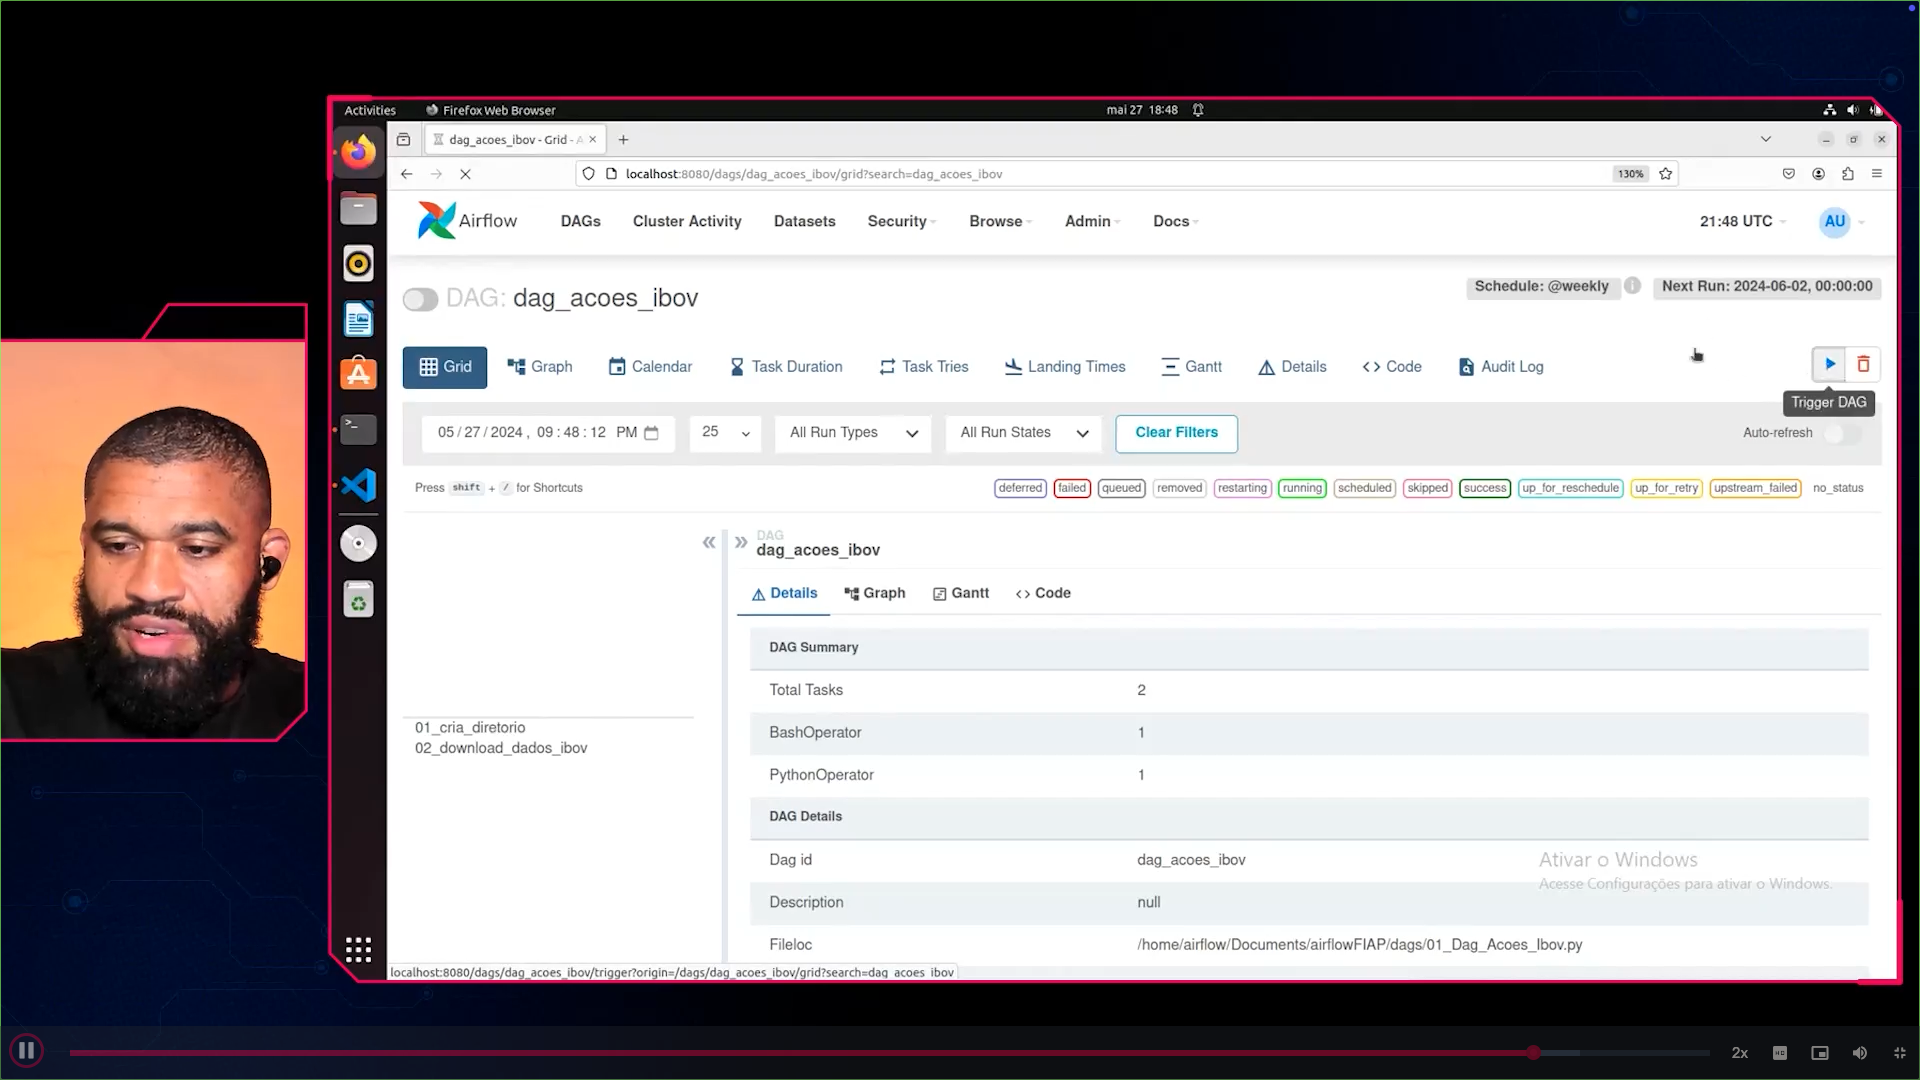 Activities
Firefox Web Browser
mai 27 18:48
dag_acoes_ibov - Grid - A
localhost:8080/dags/dag_acoes_ibov/grid?search=dag_acoes_ibov
130%
Airflow
DAGs
Cluster Activity
Datasets
Security
Browse
Admin
Docs
21:48 UTC
AU
DAG: dag_acoes_ibov
Schedule: @weekly
Next Run: 2024-06-02, 00:00:00
Grid
Graph
Calendar
Task Duration
Task Tries
Landing Times
Gantt
Details
<> Code
Audit Log
Trigger DAG
05/27/2024, 09:48:12 PM
25
All Run Types
All Run States
Clear Filters
Auto-refresh
Press shift + / for Shortcuts
deferred
failed
queued
removed
restarting
running
scheduled
skipped
success
up_for_reschedule
up_for_retry
upstream_failed
no_status
DAG
dag_acoes_ibov
Details
Graph
Gantt
<> Code
01_cria_diretorio
02_download_dados_ibov
DAG Summary
Total Tasks 2
BashOperator 1
PythonOperator 1
DAG Details
Dag id dag_acoes_ibov
Description null
Fileloc /home/airflow/Documents/airflowFIAP/dags/01_Dag_Acoes_Ibov.py
Ativar o Windows
Acesse Configurações para ativar o Windows.
localhost:8080/dags/dag_acoes_ibov/trigger?origin=/dags/dag_acoes_ibov/grid?search=dag_acoes_ibov
2x